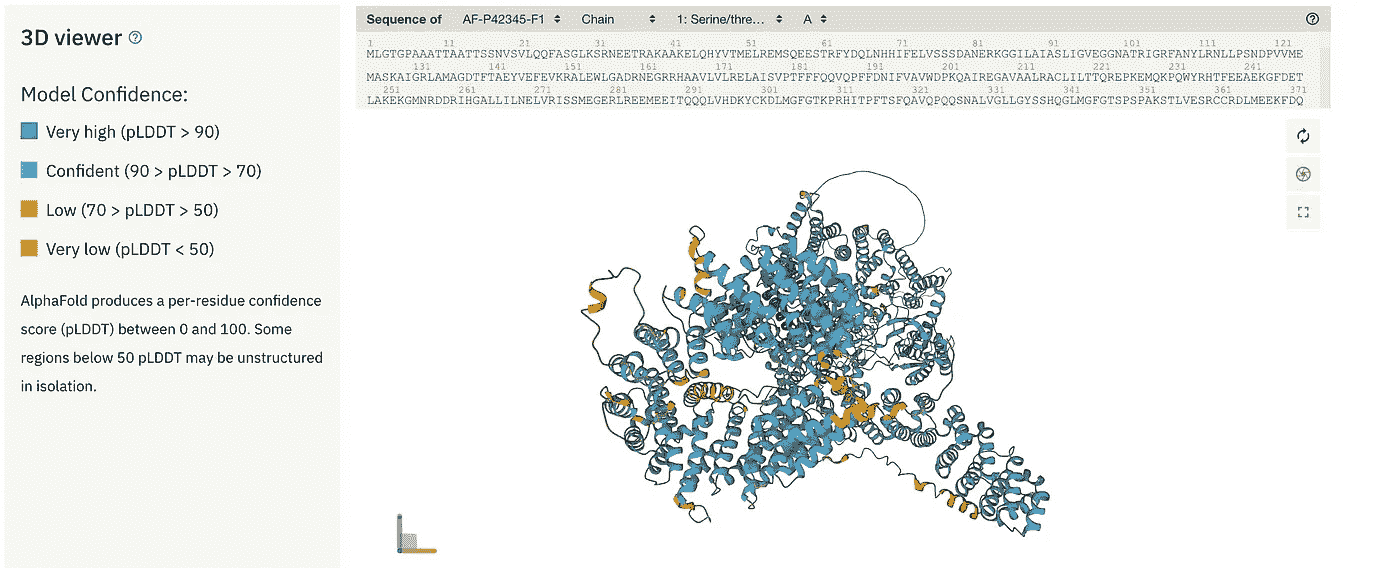 3D viewer ?
Model Confidence:
Very high (pLDDT > 90)
Confident (90 > pLDDT > 70)
Low (70 > pLDDT > 50)
Very low (pLDDT < 50)
AlphaFold produces a per-residue confidence
score (pLDDT) between 0 and 100. Some
regions below 50 pLDDT may be unstructured
in isolation.
Sequence of AF-P42345-F1 Chain 1: Serine/thre... A ?
1 11 21 31 41 51 61 71 81 91 101 111 121
MLGTGPAAATTAATTSSNVSVLQQFASGLKSRNEETRAKAAKELQHYVTMELREMSQEESTRFYDQLNHHIFELVSSSDANERKGGILAIASLIGVEGGNATRIGRFANYLRNLLPSNDPVVME
131 141 151 161 171 181 191 201 211 221 231 241
MASKAIGRLAMAGDTFTAEYVEFEVKRALEWLGADRNEGRRHAAVLVLRELAISVPTFFFQQVQPFFDNIFVAVWDPKQAIREGAVAALRACLILTTQREPKEMQKPQWYRHTFEEAEKGFDET
251 261 271 281 291 301 311 321 331 341 351 361 371
LAKEKGMNRDDRIHGALLILNELVRISSMEGERLREEMEEITQQQLVHDKYCKDLMGFGTKPRHITPFTSFQAVQPQQSNALVGLLGYSSHQGLMGFGTSPSPAKSTLVESRCCRDLMEEKFDQ